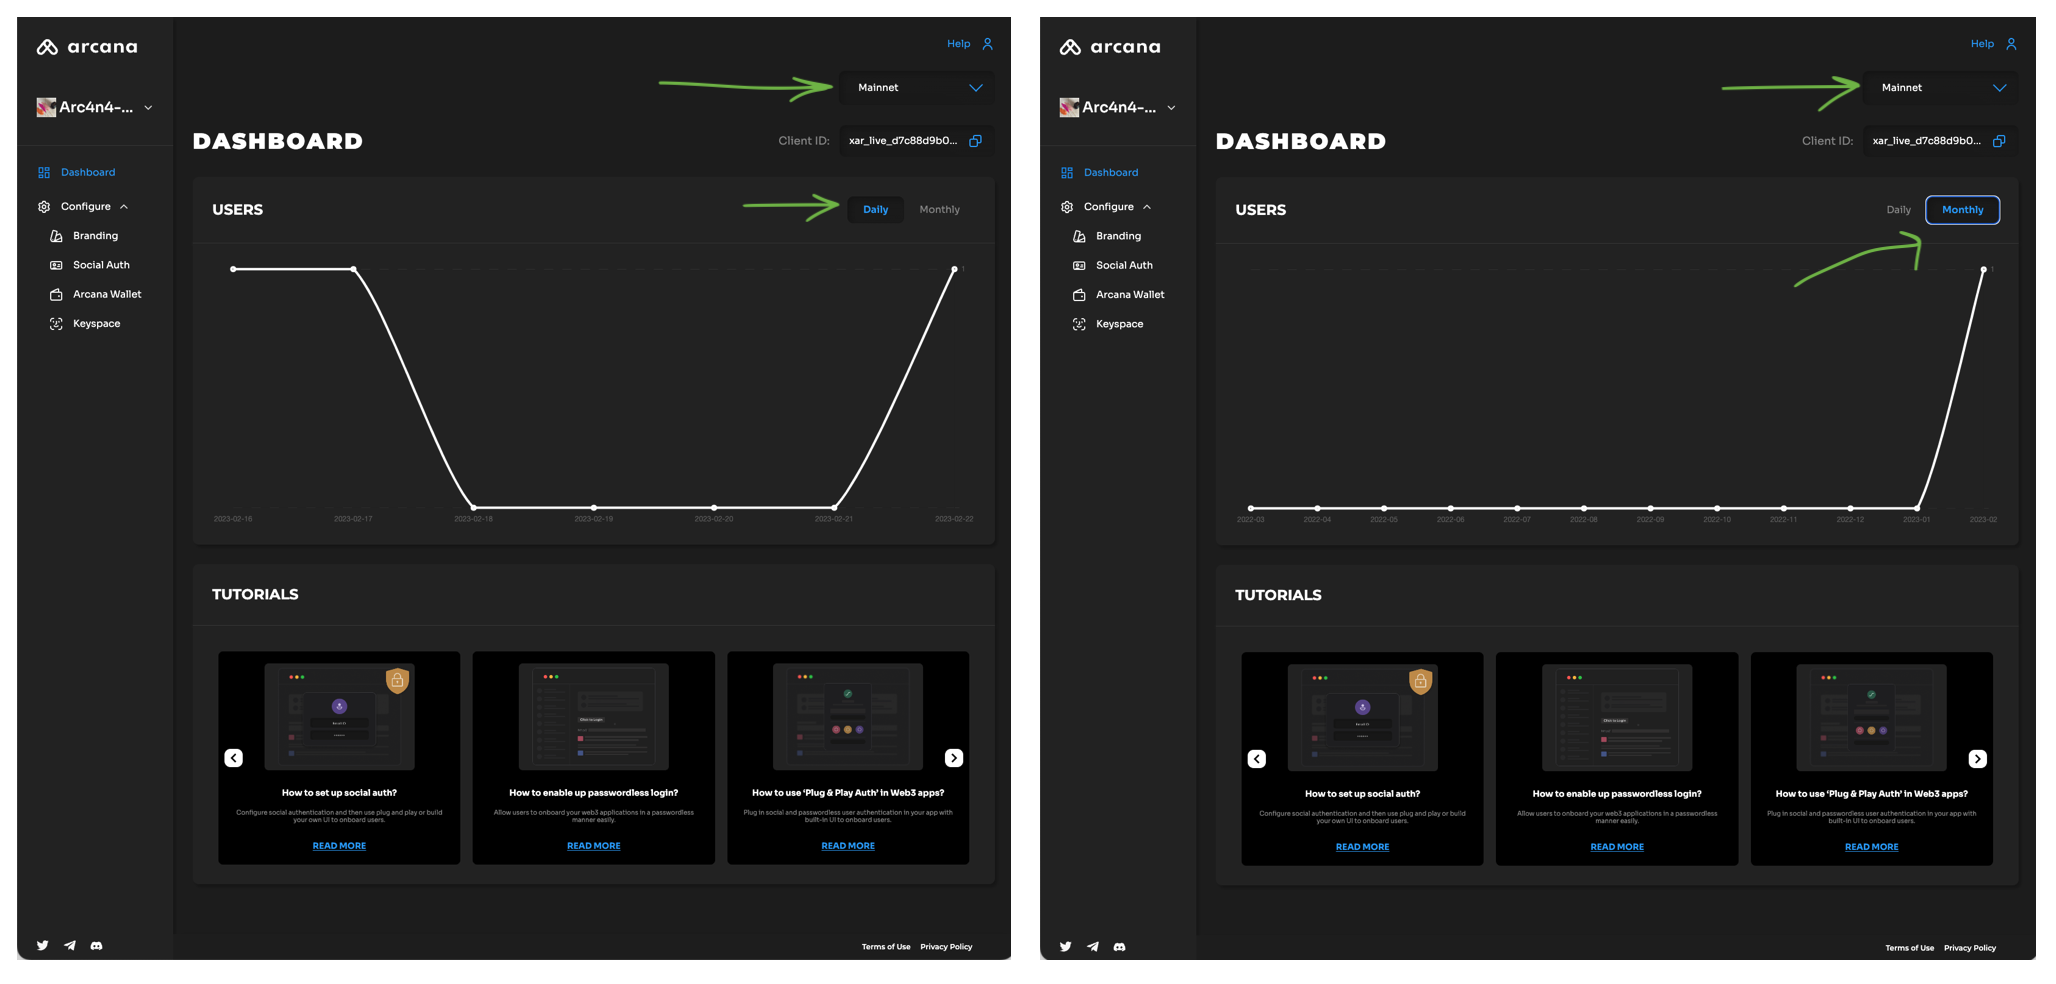 arcana
Help
Mainnet
Arc4n4-...
DASHBOARD
Client ID:
xar_live_d7c88d9b0...
Dashboard
Configure
Branding
Social Auth
Arcana Wallet
Keyspace
USERS
Daily
Monthly
1
2023-02-16
2023-02-17
2023-02-18
2023-02-19
2023-02-20
2023-02-21
2023-02-22
TUTORIALS
Click to Login
How to set up social auth?
Configure social authentication and then use plug and play or build
your own UI to onboard users.
READ MORE
How to enable up passwordless login?
Allow users to onboard your web3 applications in a passwordless
manner easily.
READ MORE
How to use ‘Plug & Play Auth’ in Web3 apps?
Plug in social and passwordless user authentication in your app with
built-in UI to onboard users.
READ MORE
Terms of Use
Privacy Policy
arcana
Help
Mainnet
Arc4n4-...
DASHBOARD
Client ID:
xar_live_d7c88d9b0...
Dashboard
Configure
Branding
Social Auth
Arcana Wallet
Keyspace
USERS
Daily
Monthly
1
2022-03
2022-04
2022-05
2022-06
2022-07
2022-08
2022-09
2022-10
2022-11
2022-12
2023-01
2023-02
TUTORIALS
Click to Login
How to set up social auth?
Configure social authentication and then use plug and play or build
your own UI to onboard users.
READ MORE
How to enable up passwordless login?
Allow users to onboard your web3 applications in a passwordless
manner easily.
READ MORE
How to use ‘Plug & Play Auth’ in Web3 apps?
Plug in social and passwordless user authentication in your app with
built-in UI to onboard users.
READ MORE
Terms of Use
Privacy Policy